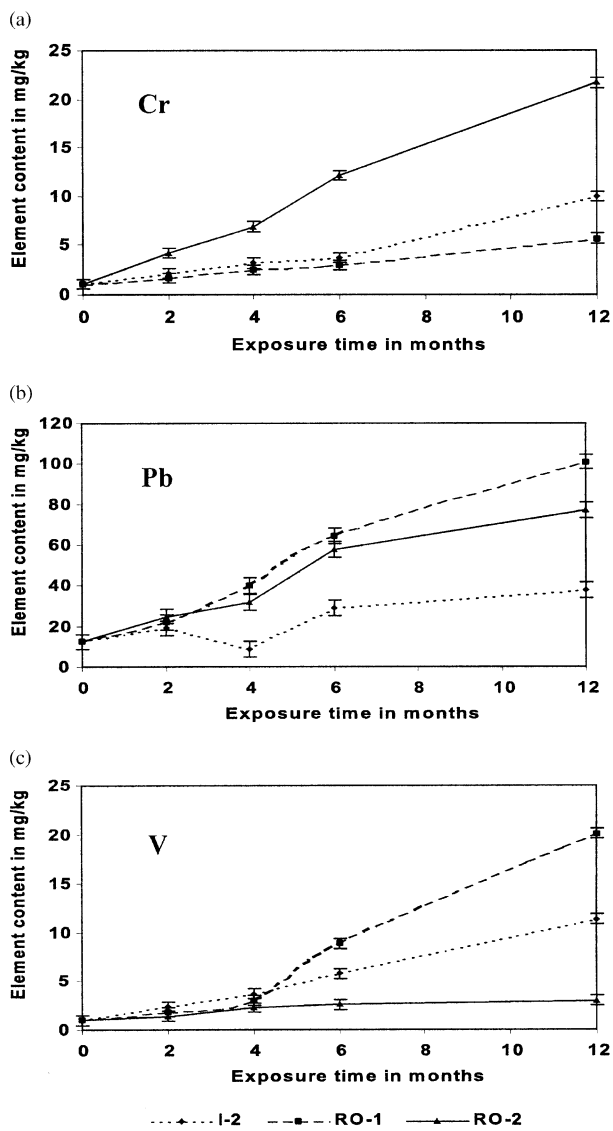 (a)
25
20
15
10
5
0
Element content in mg/kg
Cr
0 2 4 6 8 10 12
Exposure time in months
(b)
120
100
80
60
40
20
0
Element content in mg/kg
Pb
0 2 4 6 8 10 12
Exposure time in months
(c)
25
20
15
10
5
0
Element content in mg/kg
V
0 2 4 6 8 10 12
Exposure time in months
I-2 RO-1 RO-2